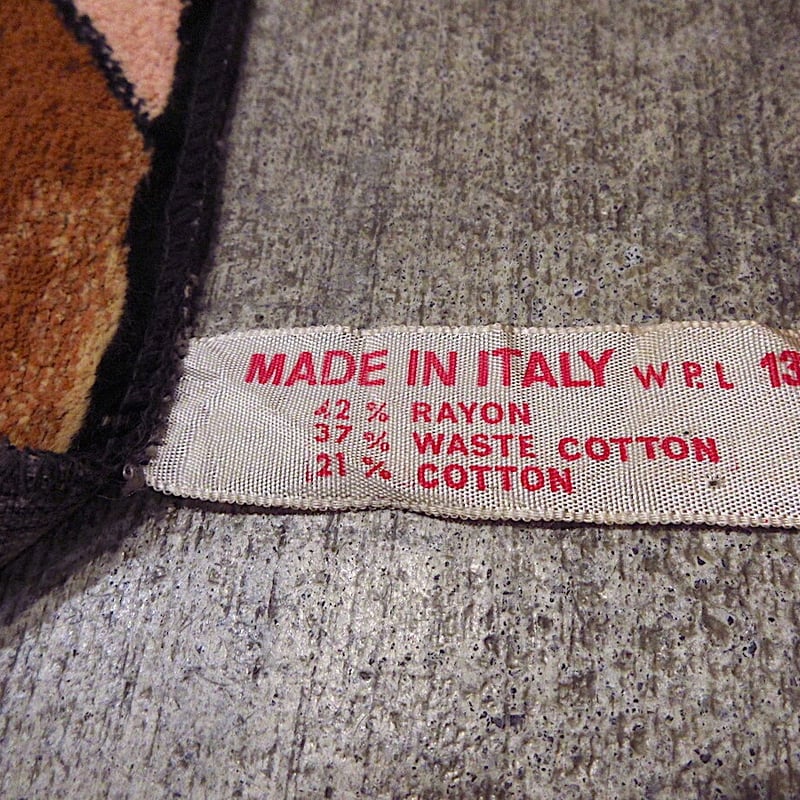 MADE IN ITALY W P.L 13
42 % RAYON
37 % WASTE COTTON
21 % COTTON